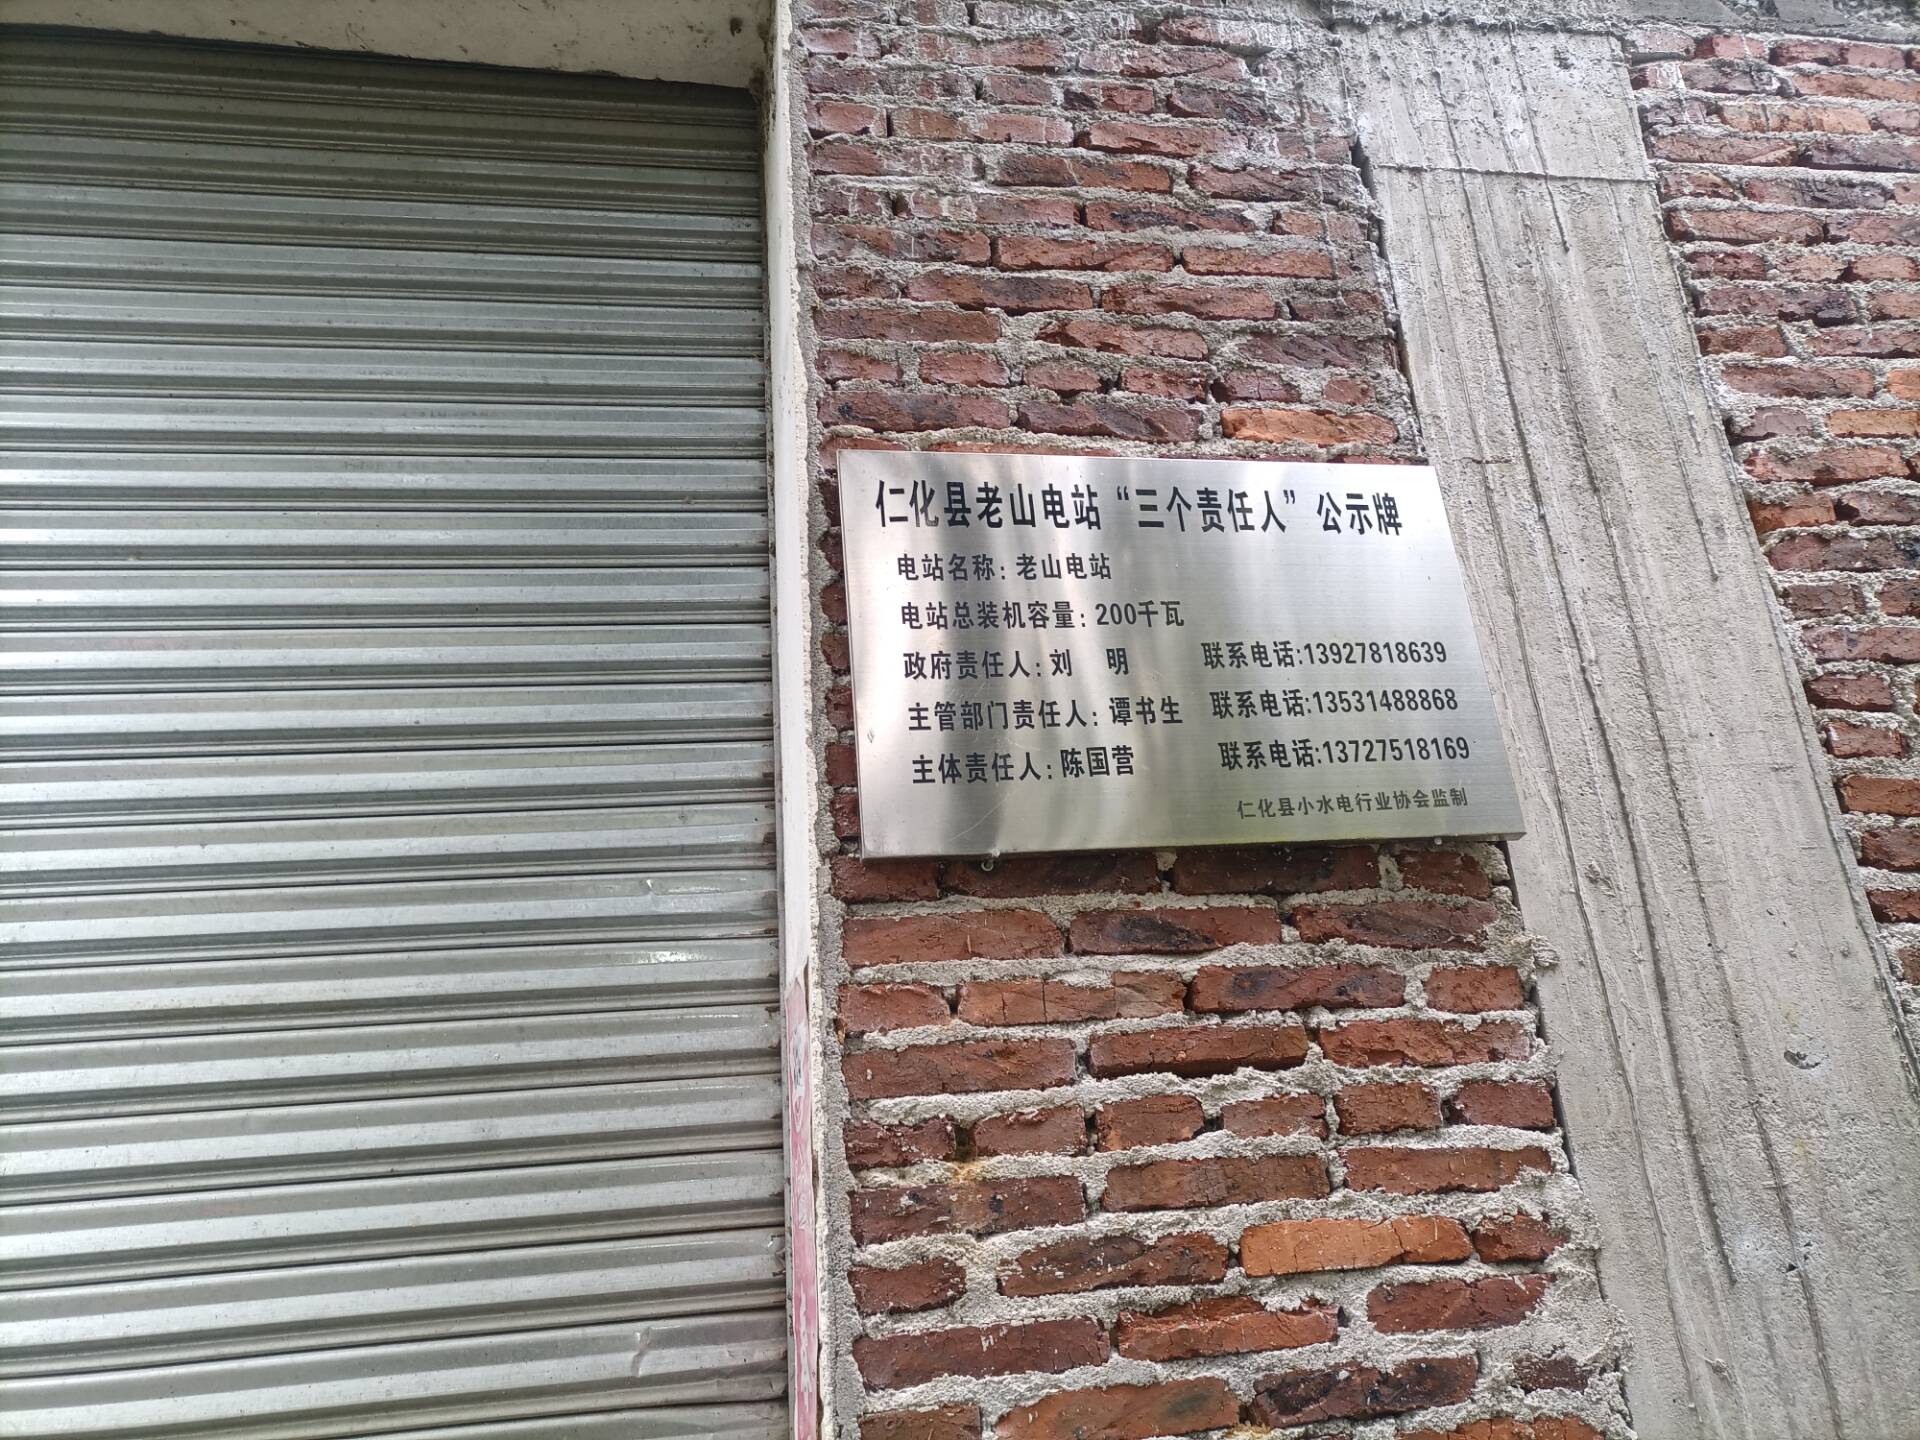 仁化县老山电站“三个责任人”公示牌
电站名称：老山电站
电站总装机容量：200千瓦
政府责任人：刘　明　联系电话:13927818639
主管部门责任人：谭书生　联系电话:13531488868
主体责任人：陈国营　联系电话:13727518169
仁化县小水电行业协会监制